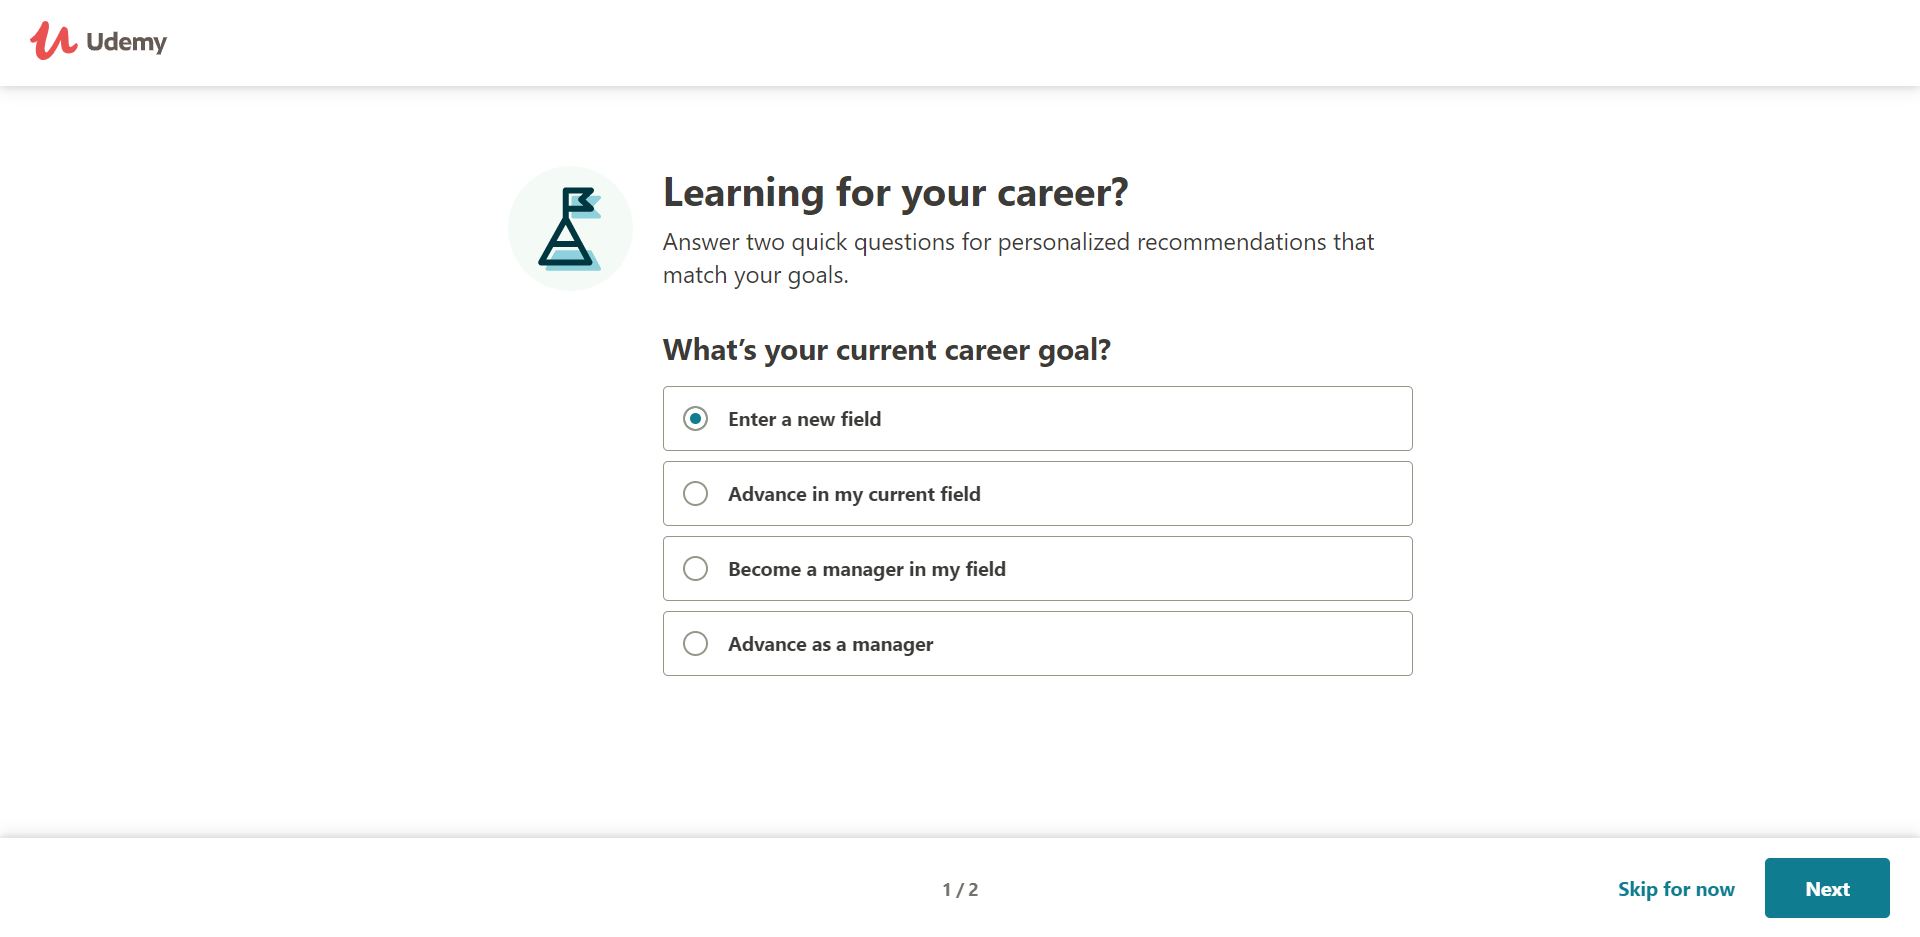 Udemy
Learning for your career?
Answer two quick questions for personalized recommendations that
match your goals.
What’s your current career goal?
Enter a new field
Advance in my current field
Become a manager in my field
Advance as a manager
1 / 2
Skip for now
Next